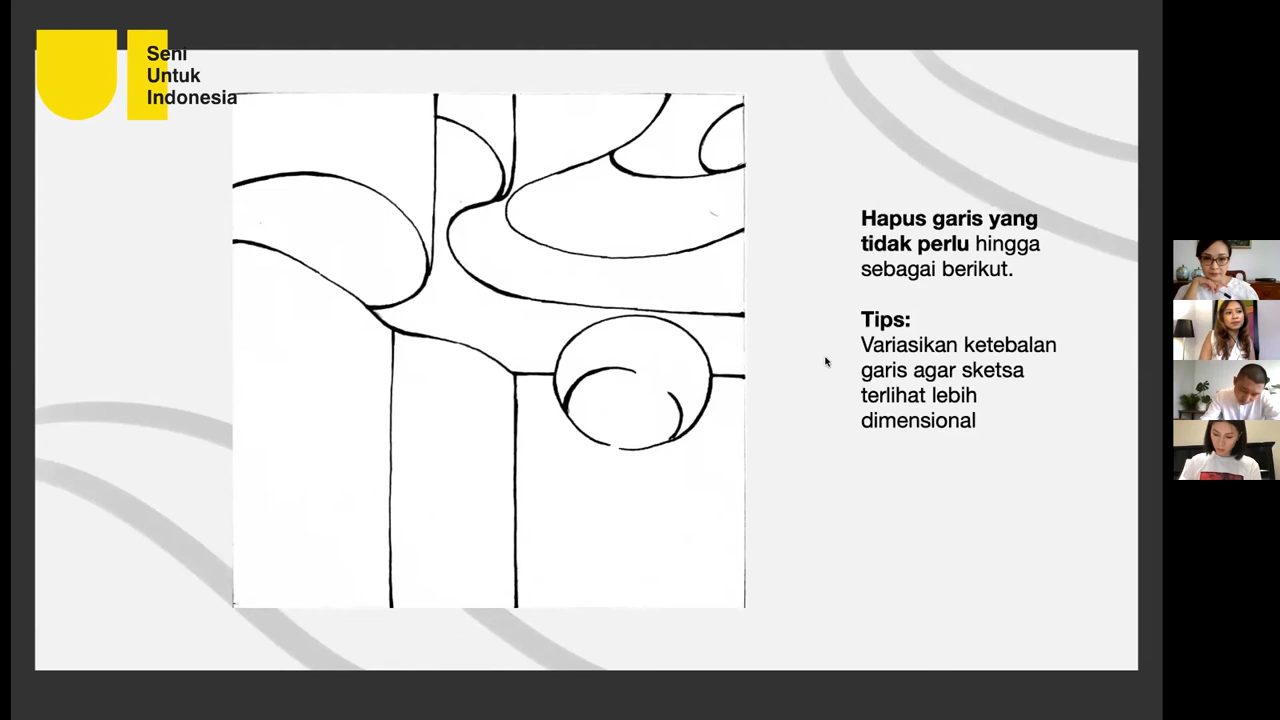 Seni
Untuk
Indonesia
Hapus garis yang
tidak perlu hingga
sebagai berikut.
Tips:
Variasikan ketebalan
garis agar sketsa
terlihat lebih
dimensional